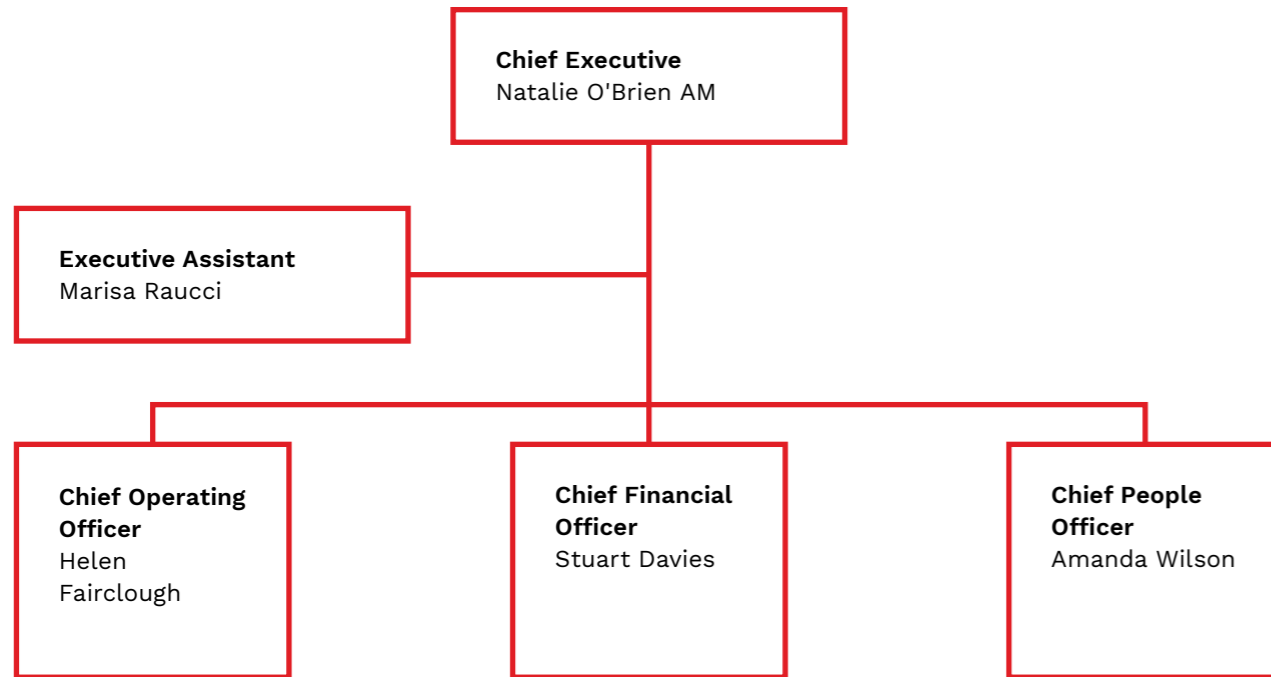 Chief Executive
Natalie O'Brien AM
Executive Assistant
Marisa Raucci
Chief Operating
Officer
Helen
Fairclough
Chief Financial
Officer
Stuart Davies
Chief People
Officer
Amanda Wilson